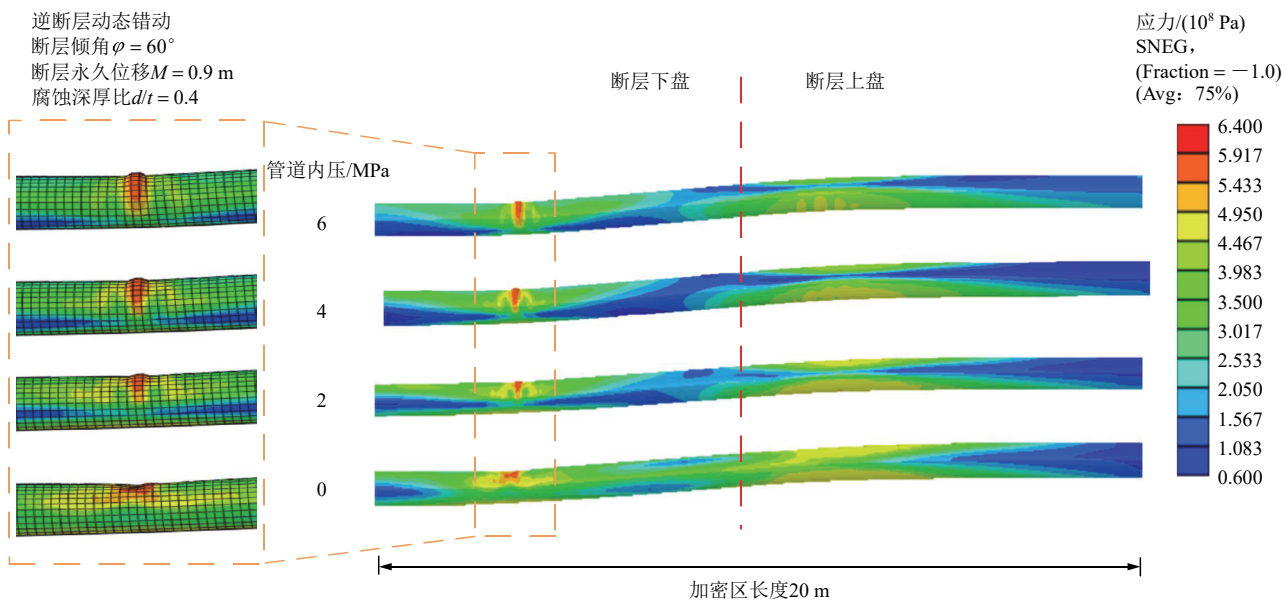 逆断层动态错动
断层倾角φ = 60°
断层永久位移M = 0.9 m
腐蚀深厚比d/t = 0.4
断层下盘
断层上盘
应力/(10⁸ Pa)
SNEG，
(Fraction = －1.0)
(Avg：75%)
管道内压/MPa
6
4
2
0
6.400
5.917
5.433
4.950
4.467
3.983
3.500
3.017
2.533
2.050
1.567
1.083
0.600
加密区长度20 m